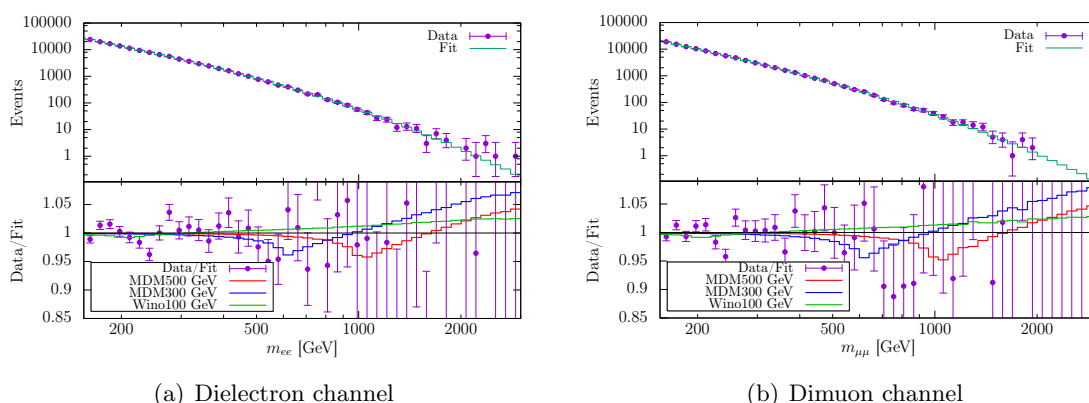 100000
10000
1000
100
10
1
Events
Data
Fit
1.05
1
0.95
0.9
0.85
Data/Fit
Data/Fit
MDM500 GeV
MDM300 GeV
Wino100 GeV
200 500 1000 2000
m_ee [GeV]
(a) Dielectron channel
100000
10000
1000
100
10
1
Events
Data
Fit
1.05
1
0.95
0.9
0.85
Data/Fit
Data/Fit
MDM500 GeV
MDM300 GeV
Wino100 GeV
200 500 1000 2000
m_μμ [GeV]
(b) Dimuon channel